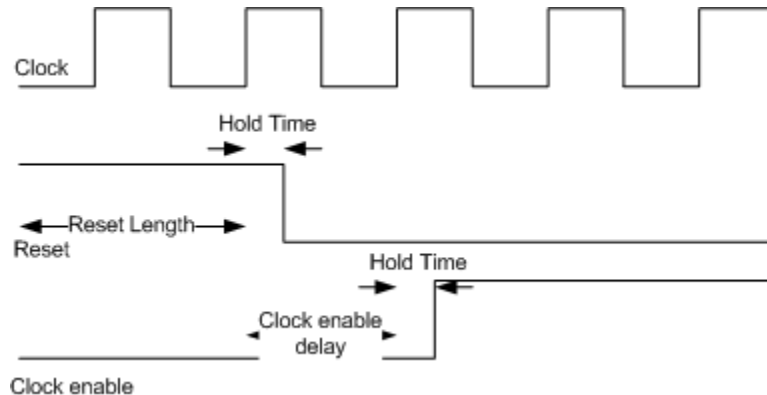 Clock
Hold Time
Reset Length
Reset
Hold Time
Clock enable
delay
Clock enable